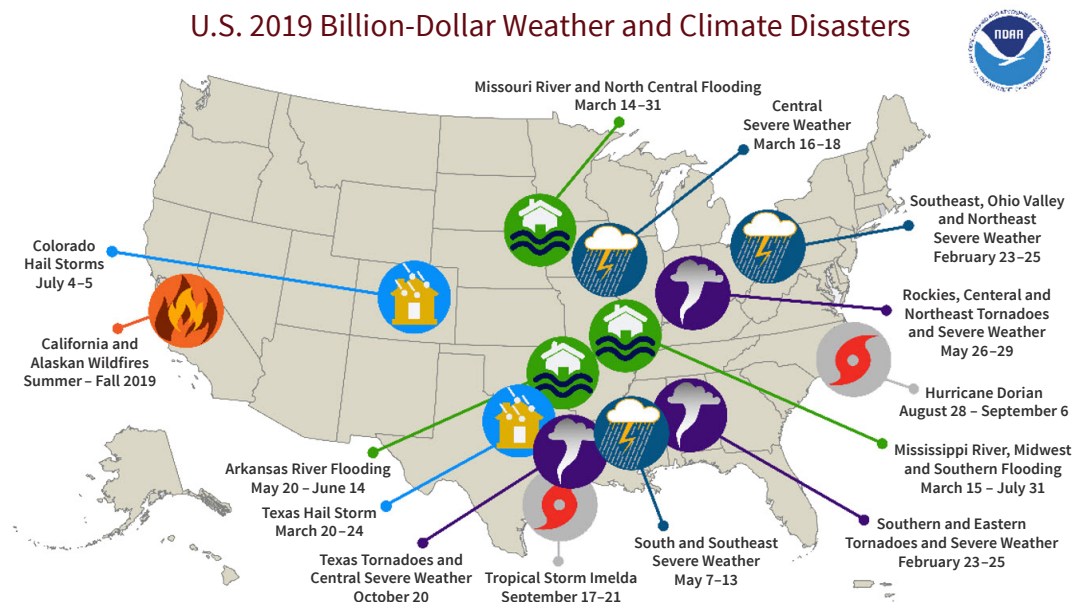 U.S. 2019 Billion-Dollar Weather and Climate Disasters
NOAA
Missouri River and North Central Flooding
March 14–31
Central
Severe Weather
March 16–18
Southeast, Ohio Valley
and Northeast
Severe Weather
February 23–25
Colorado
Hail Storms
July 4–5
Rockies, Centeral and
Northeast Tornadoes
and Severe Weather
May 26–29
California and
Alaskan Wildfires
Summer – Fall 2019
Hurricane Dorian
August 28 – September 6
Mississippi River, Midwest
and Southern Flooding
March 15 – July 31
Arkansas River Flooding
May 20 – June 14
Texas Hail Storm
March 20–24
Southern and Eastern
Tornadoes and Severe Weather
February 23–25
Texas Tornadoes and
Central Severe Weather
October 20
Tropical Storm Imelda
September 17–21
South and Southeast
Severe Weather
May 7–13